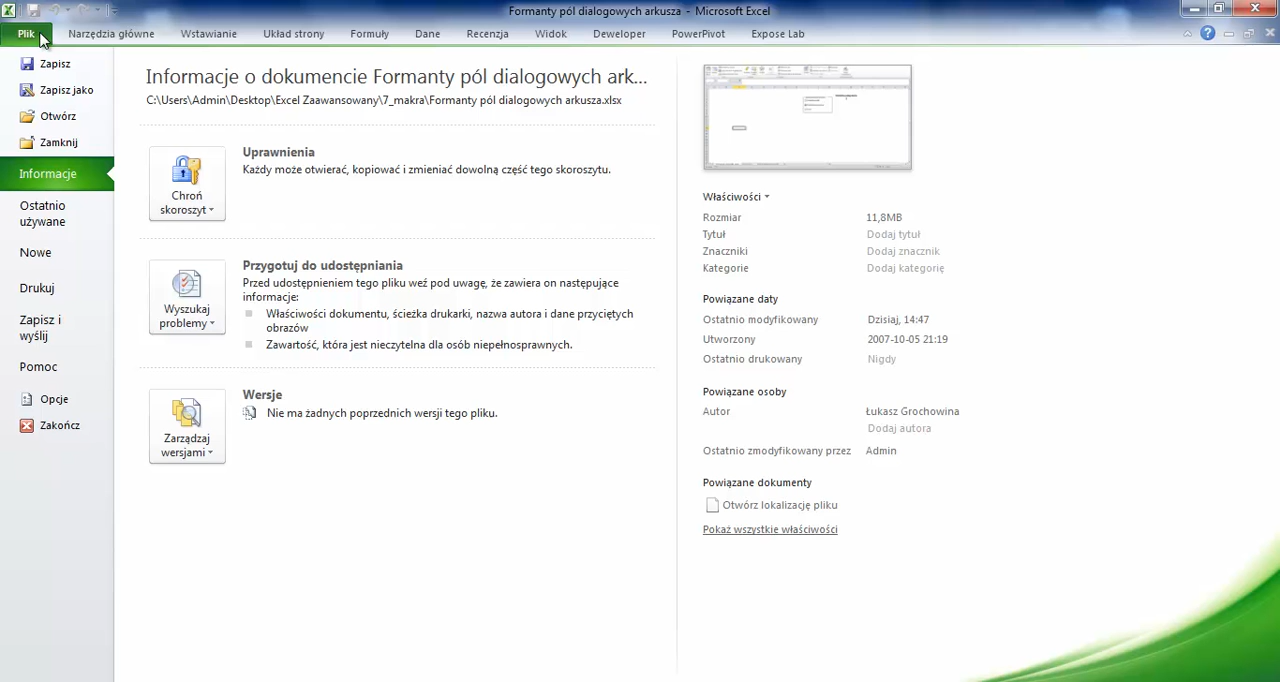 Formanty pól dialogowych arkusza - Microsoft Excel
Plik Narzędzia główne Wstawianie Układ strony Formuły Dane Recenzja Widok Deweloper PowerPivot Expose Lab
Zapisz
Zapisz jako
Otwórz
Zamknij
Informacje
Ostatnio
używane
Nowe
Drukuj
Zapisz i
wyślij
Pomoc
Opcje
Zakończ
Informacje o dokumencie Formanty pól dialogowych ark...
C:\Users\Admin\Desktop\Excel Zaawansowany\7_makra\Formanty pól dialogowych arkusza.xlsx
Chroń
skoroszyt
Uprawnienia
Każdy może otwierać, kopiować i zmieniać dowolną część tego skoroszytu.
Wyszukaj
problemy
Przygotuj do udostępniania
Przed udostępnieniem tego pliku weź pod uwagę, że zawiera on następujące
informacje:
Właściwości dokumentu, ścieżka drukarki, nazwa autora i dane przyciętych
obrazów
Zawartość, która jest nieczytelna dla osób niepełnosprawnych.
Zarządzaj
wersjami
Wersje
Nie ma żadnych poprzednich wersji tego pliku.
Właściwości
Rozmiar 11,8MB
Tytuł Dodaj tytuł
Znaczniki Dodaj znacznik
Kategorie Dodaj kategorię
Powiązane daty
Ostatnio modyfikowany Dzisiaj, 14:47
Utworzony 2007-10-05 21:19
Ostatnio drukowany Nigdy
Powiązane osoby
Autor Łukasz Grochowina
Dodaj autora
Ostatnio zmodyfikowany przez Admin
Powiązane dokumenty
Otwórz lokalizację pliku
Pokaż wszystkie właściwości